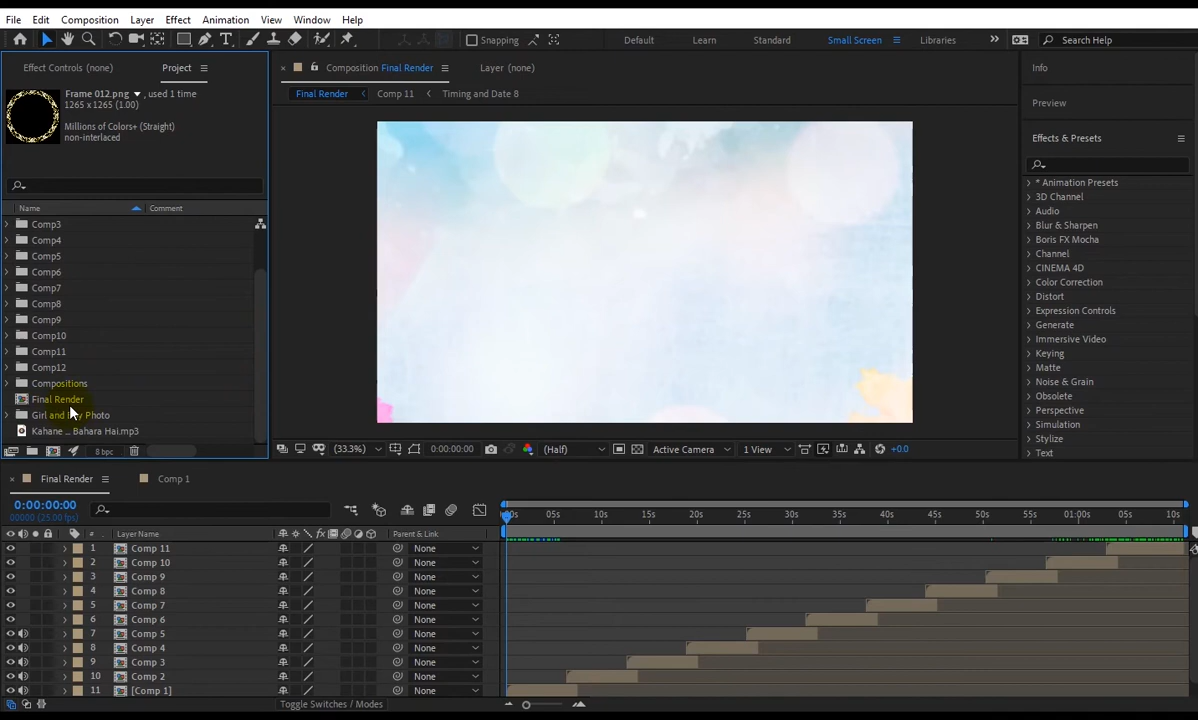 File Edit Composition Layer Effect Animation View Window Help
Snapping Default Learn Standard Small Screen Libraries Search Help
Effect Controls (none) Project
Composition Final Render Layer (none)
Final Render Comp 11 Timing and Date 8
Frame 012.png , used 1 time
1265 x 1265 (1.00)
Millions of Colors+ (Straight)
non-interlaced
Name Comment
Comp3
Comp4
Comp5
Comp6
Comp7
Comp8
Comp9
Comp10
Comp11
Comp12
Compositions
Final Render
Girl and Photo
Kahane ... Bahara Hai.mp3
8 bpc
(33.3%) 0:00:00:00 (Half) Active Camera 1 View +0.0
Info
Preview
Effects & Presets
* Animation Presets
3D Channel
Audio
Blur & Sharpen
Boris FX Mocha
Channel
CINEMA 4D
Color Correction
Distort
Expression Controls
Generate
Immersive Video
Keying
Matte
Noise & Grain
Obsolete
Perspective
Simulation
Stylize
Text
Final Render Comp 1
0:00:00:00
00000 (25.00 fps)
05s 10s 15s 20s 25s 30s 35s 40s 45s 50s 55s 01:00s 05s 10s
# Layer Name fx Parent & Link
1 Comp 11 None
2 Comp 10 None
3 Comp 9 None
4 Comp 8 None
5 Comp 7 None
6 Comp 6 None
7 Comp 5 None
8 Comp 4 None
9 Comp 3 None
10 Comp 2 None
11 [Comp 1] None
Toggle Switches / Modes